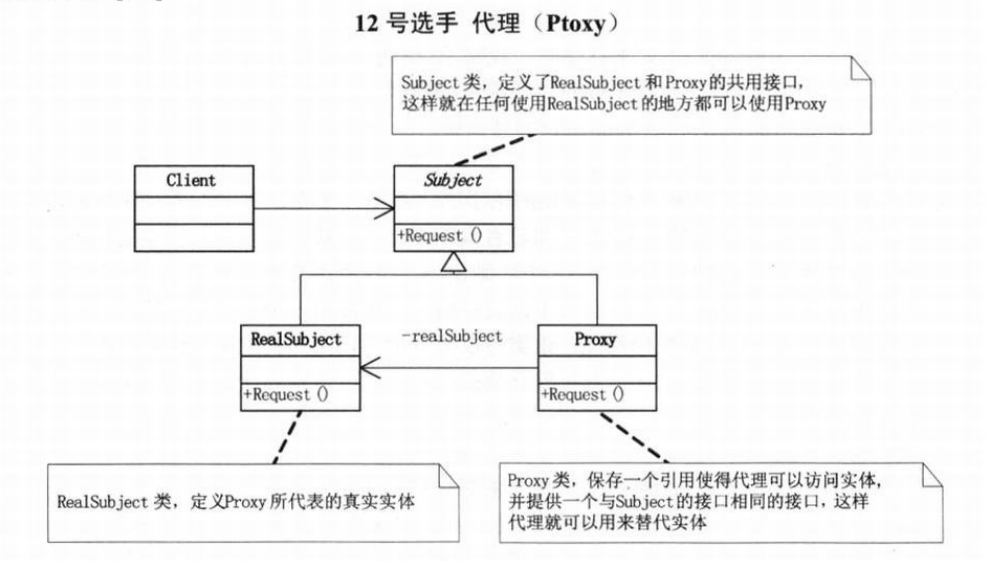 12 号选手 代理（Ptoxy）
Subject 类，定义了RealSubject 和 Proxy的共用接口，
这样就在任何使用RealSubject 的地方都可以使用Proxy
Client
Subject
+Request ()
RealSubject
-realSubject
Proxy
+Request ()
+Request ()
RealSubject 类，定义Proxy 所代表的真实实体
Proxy 类，保存一个引用使得代理可以访问实体，
并提供一个与Subject 的接口相同的接口，这样
代理就可以用来替代实体